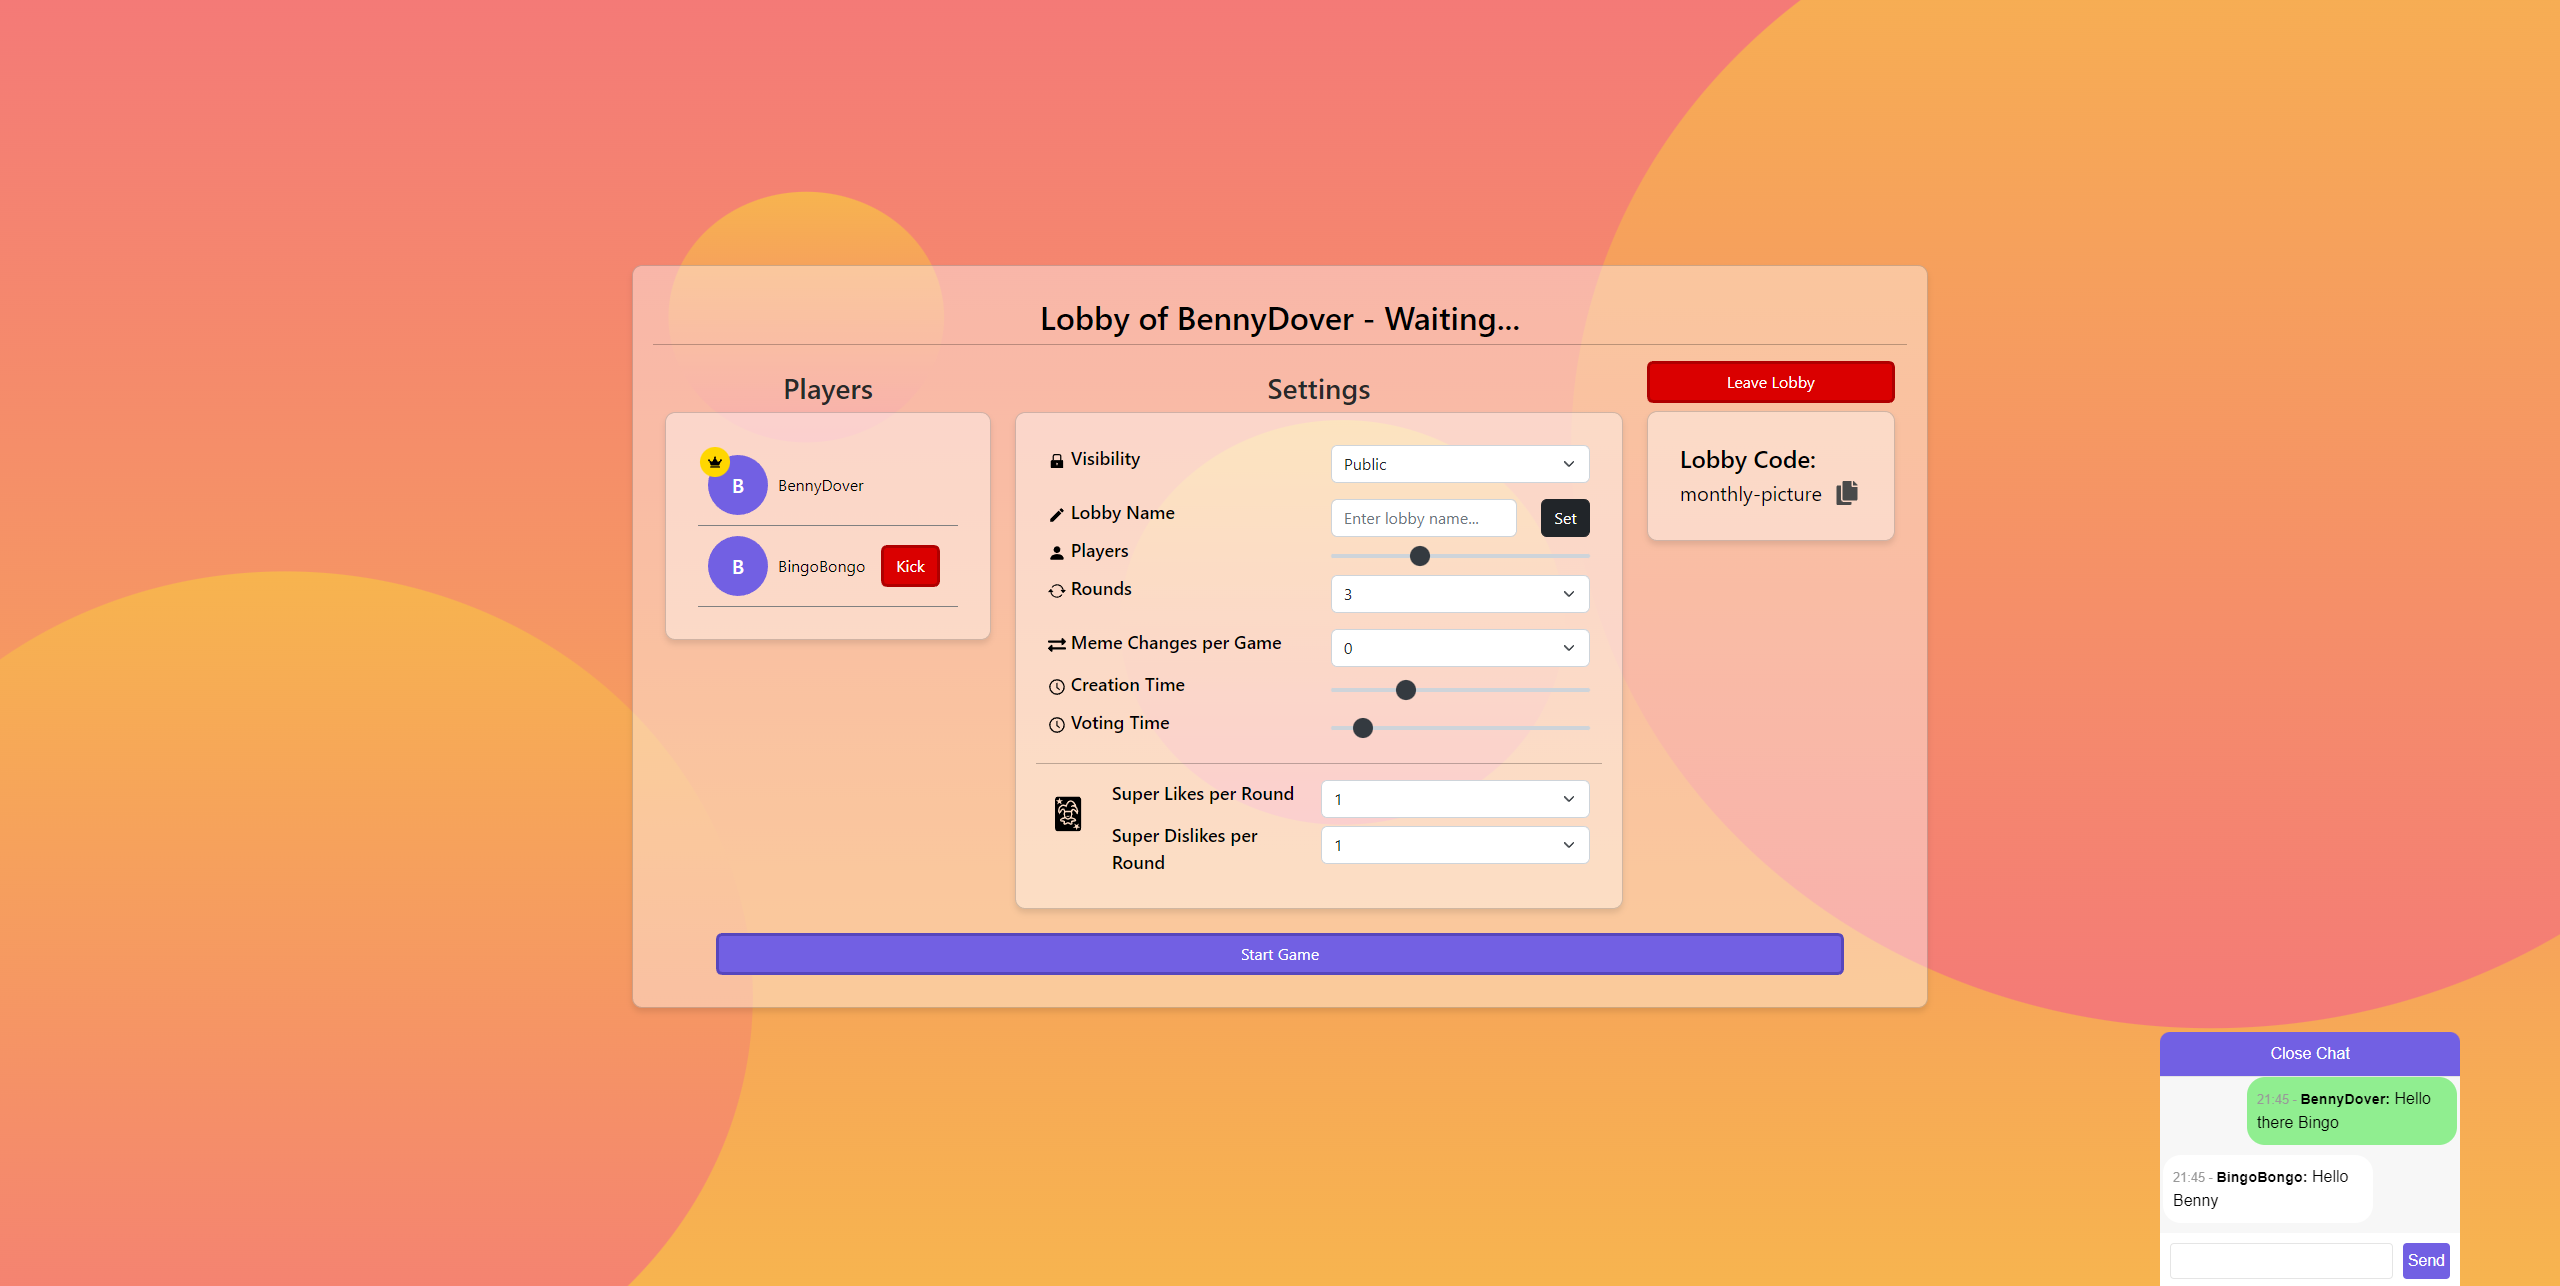 Lobby of BennyDover - Waiting...
Players
B
BennyDover
B
BingoBongo
Kick
Settings
Visibility
Public
Lobby Name
Enter lobby name...
Set
Players
Rounds
3
Meme Changes per Game
0
Creation Time
Voting Time
Super Likes per Round
1
Super Dislikes per
Round
1
Leave Lobby
Lobby Code:
monthly-picture
Start Game
Close Chat
21:45 - BennyDover: Hello
there Bingo
21:45 - BingoBongo: Hello
Benny
Send